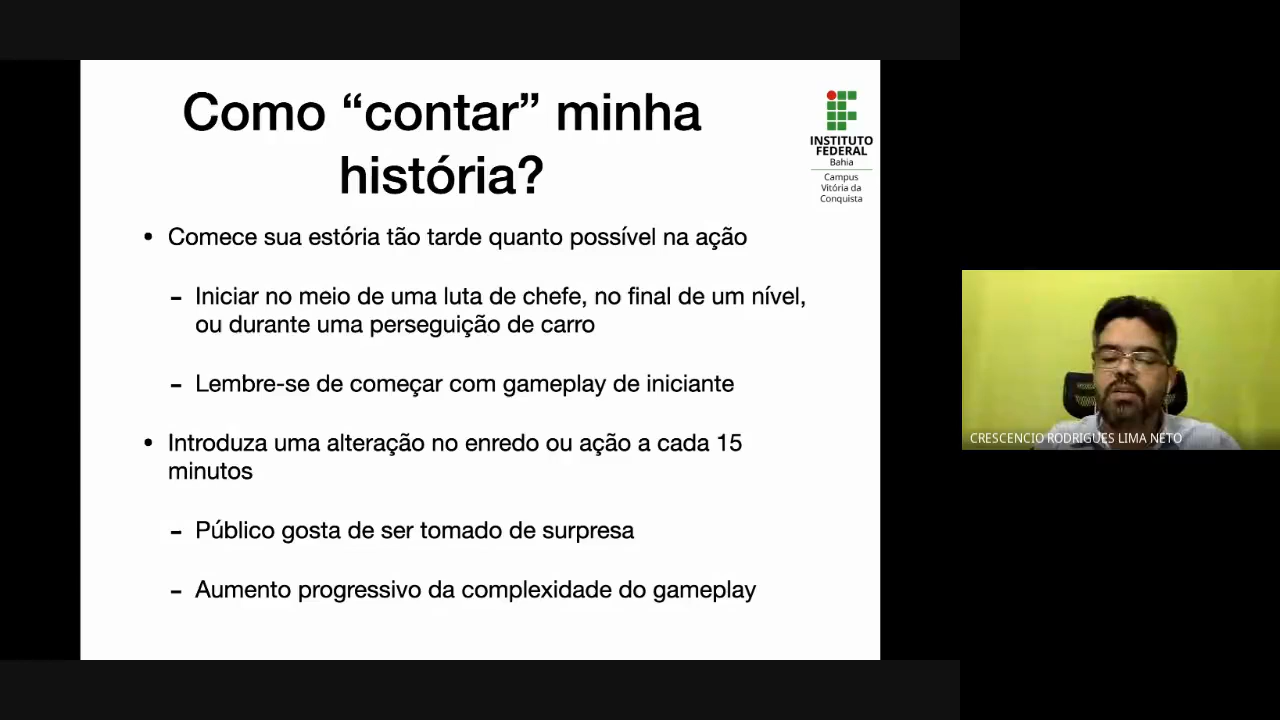 Como “contar” minha
história?
INSTITUTO
FEDERAL
Bahia
Campus
Vitória da
Conquista
• Comece sua estória tão tarde quanto possível na ação
– Iniciar no meio de uma luta de chefe, no final de um nível,
ou durante uma perseguição de carro
– Lembre-se de começar com gameplay de iniciante
• Introduza uma alteração no enredo ou ação a cada 15
minutos
– Público gosta de ser tomado de surpresa
– Aumento progressivo da complexidade do gameplay
CRESCENCIO RODRIGUES LIMA NETO